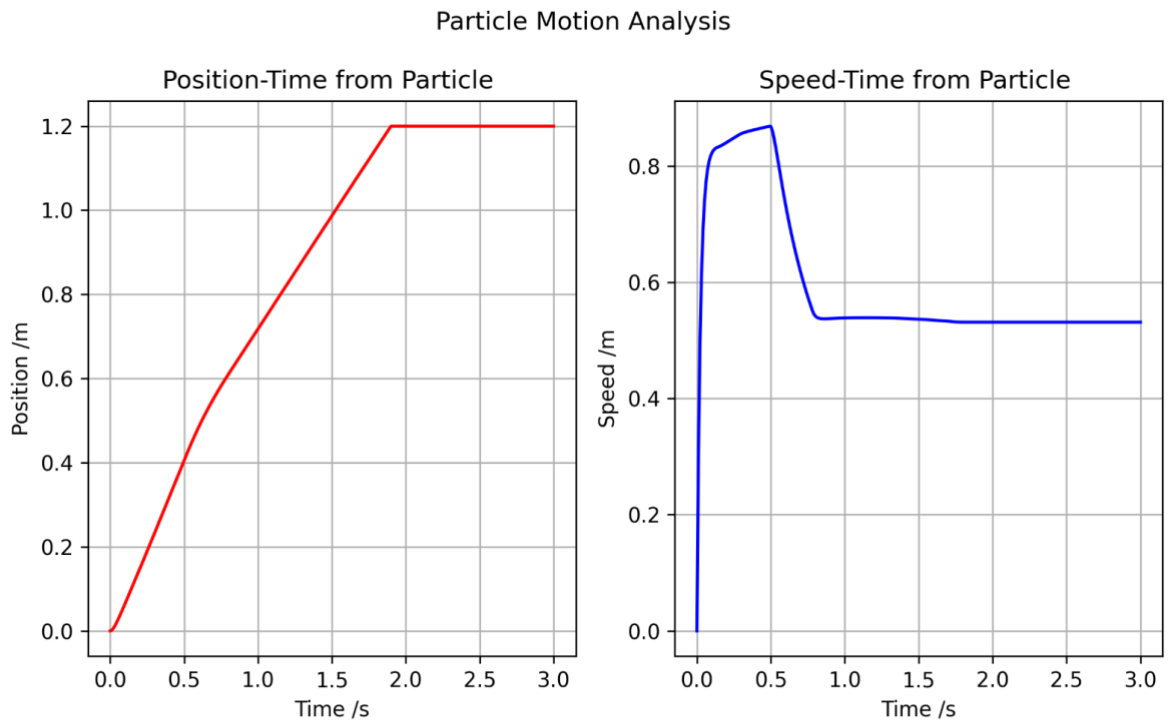 Particle Motion Analysis
Position-Time from Particle
Position /m
1.2
1.0
0.8
0.6
0.4
0.2
0.0
0.0 0.5 1.0 1.5 2.0 2.5 3.0
Time /s
Speed-Time from Particle
Speed /m
0.8
0.6
0.4
0.2
0.0
0.0 0.5 1.0 1.5 2.0 2.5 3.0
Time /s